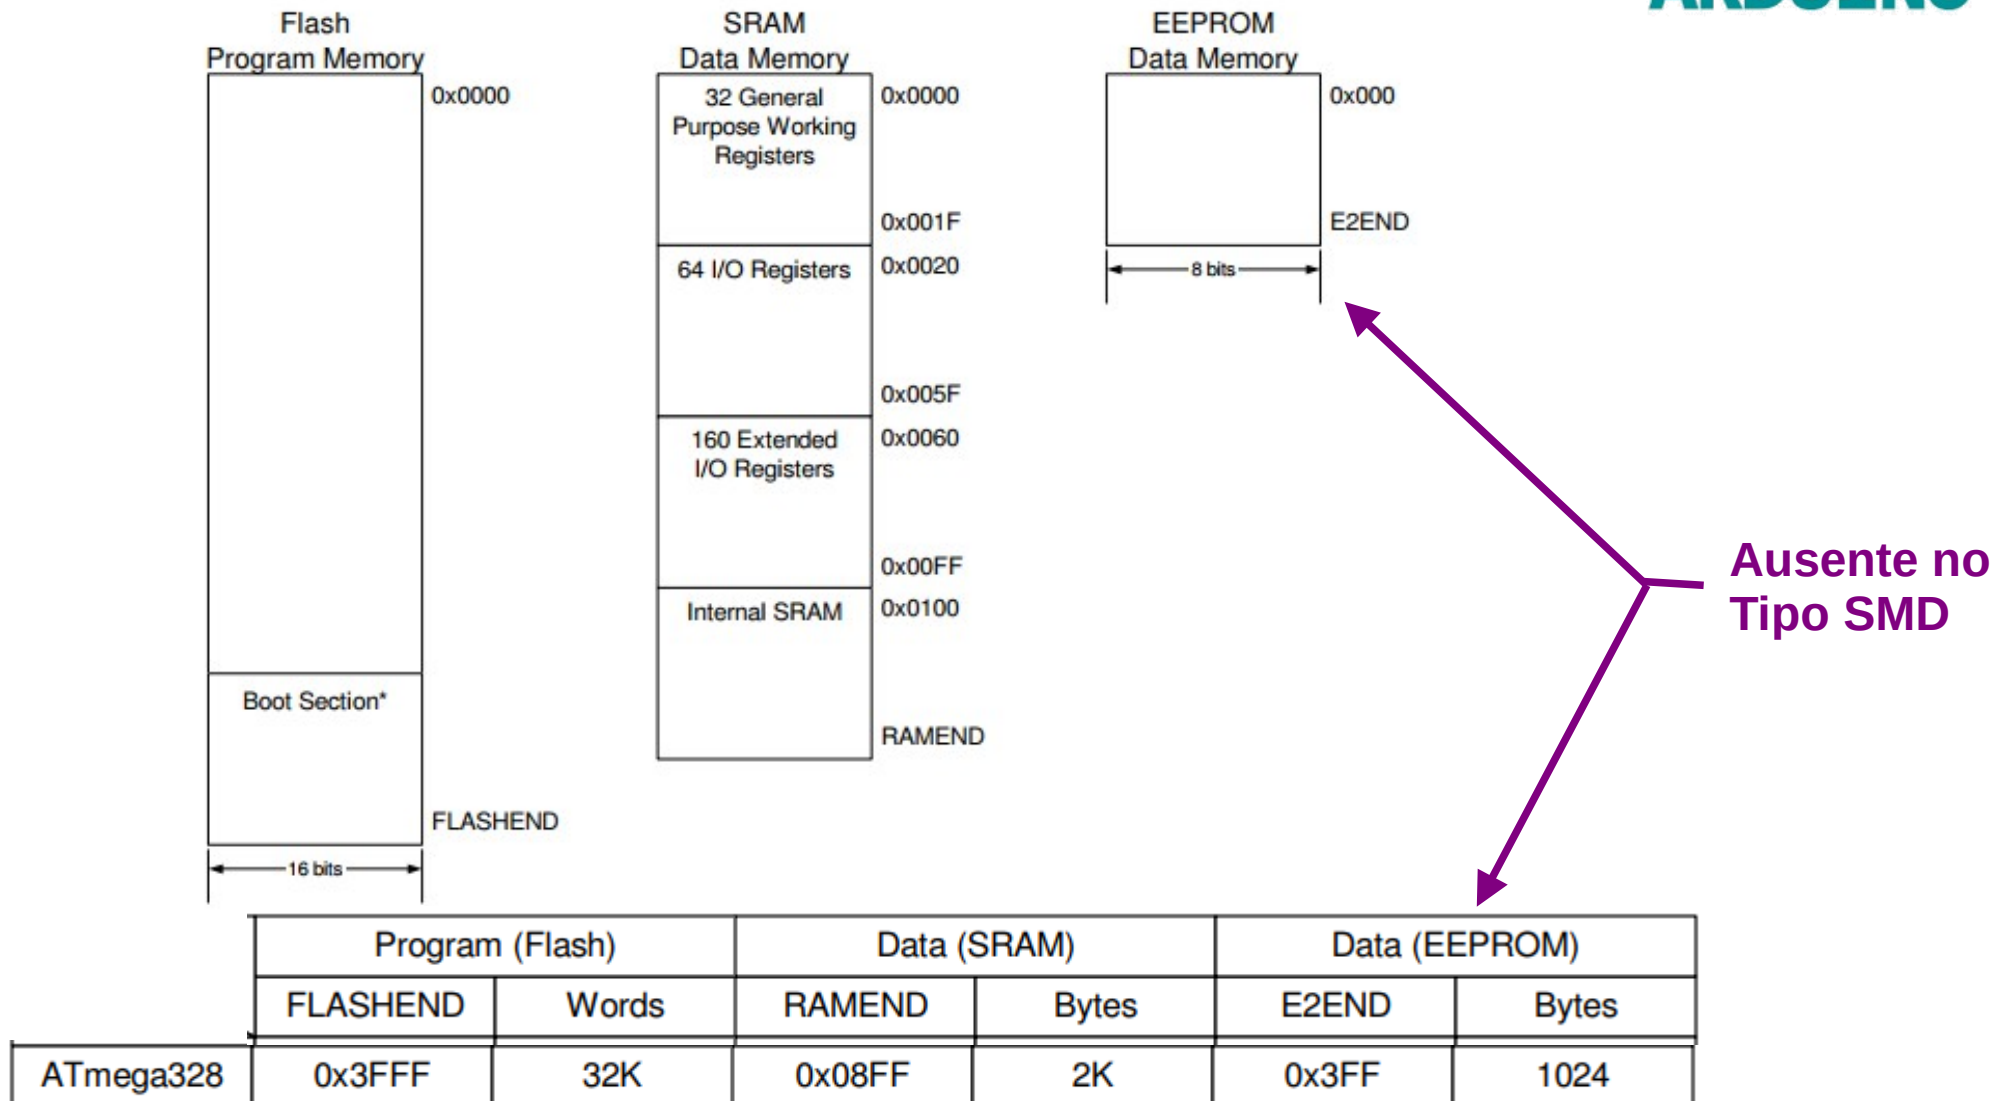 Flash
Program Memory
0x0000
Boot Section*
FLASHEND
16 bits
SRAM
Data Memory
32 General
Purpose Working
Registers
0x0000
0x001F
64 I/O Registers
0x0020
0x005F
160 Extended
I/O Registers
0x0060
0x00FF
Internal SRAM
0x0100
RAMEND
EEPROM
Data Memory
0x000
E2END
8 bits
Ausente no
Tipo SMD
Program (Flash) Data (SRAM) Data (EEPROM)
FLASHEND Words RAMEND Bytes E2END Bytes
ATmega328 0x3FFF 32K 0x08FF 2K 0x3FF 1024